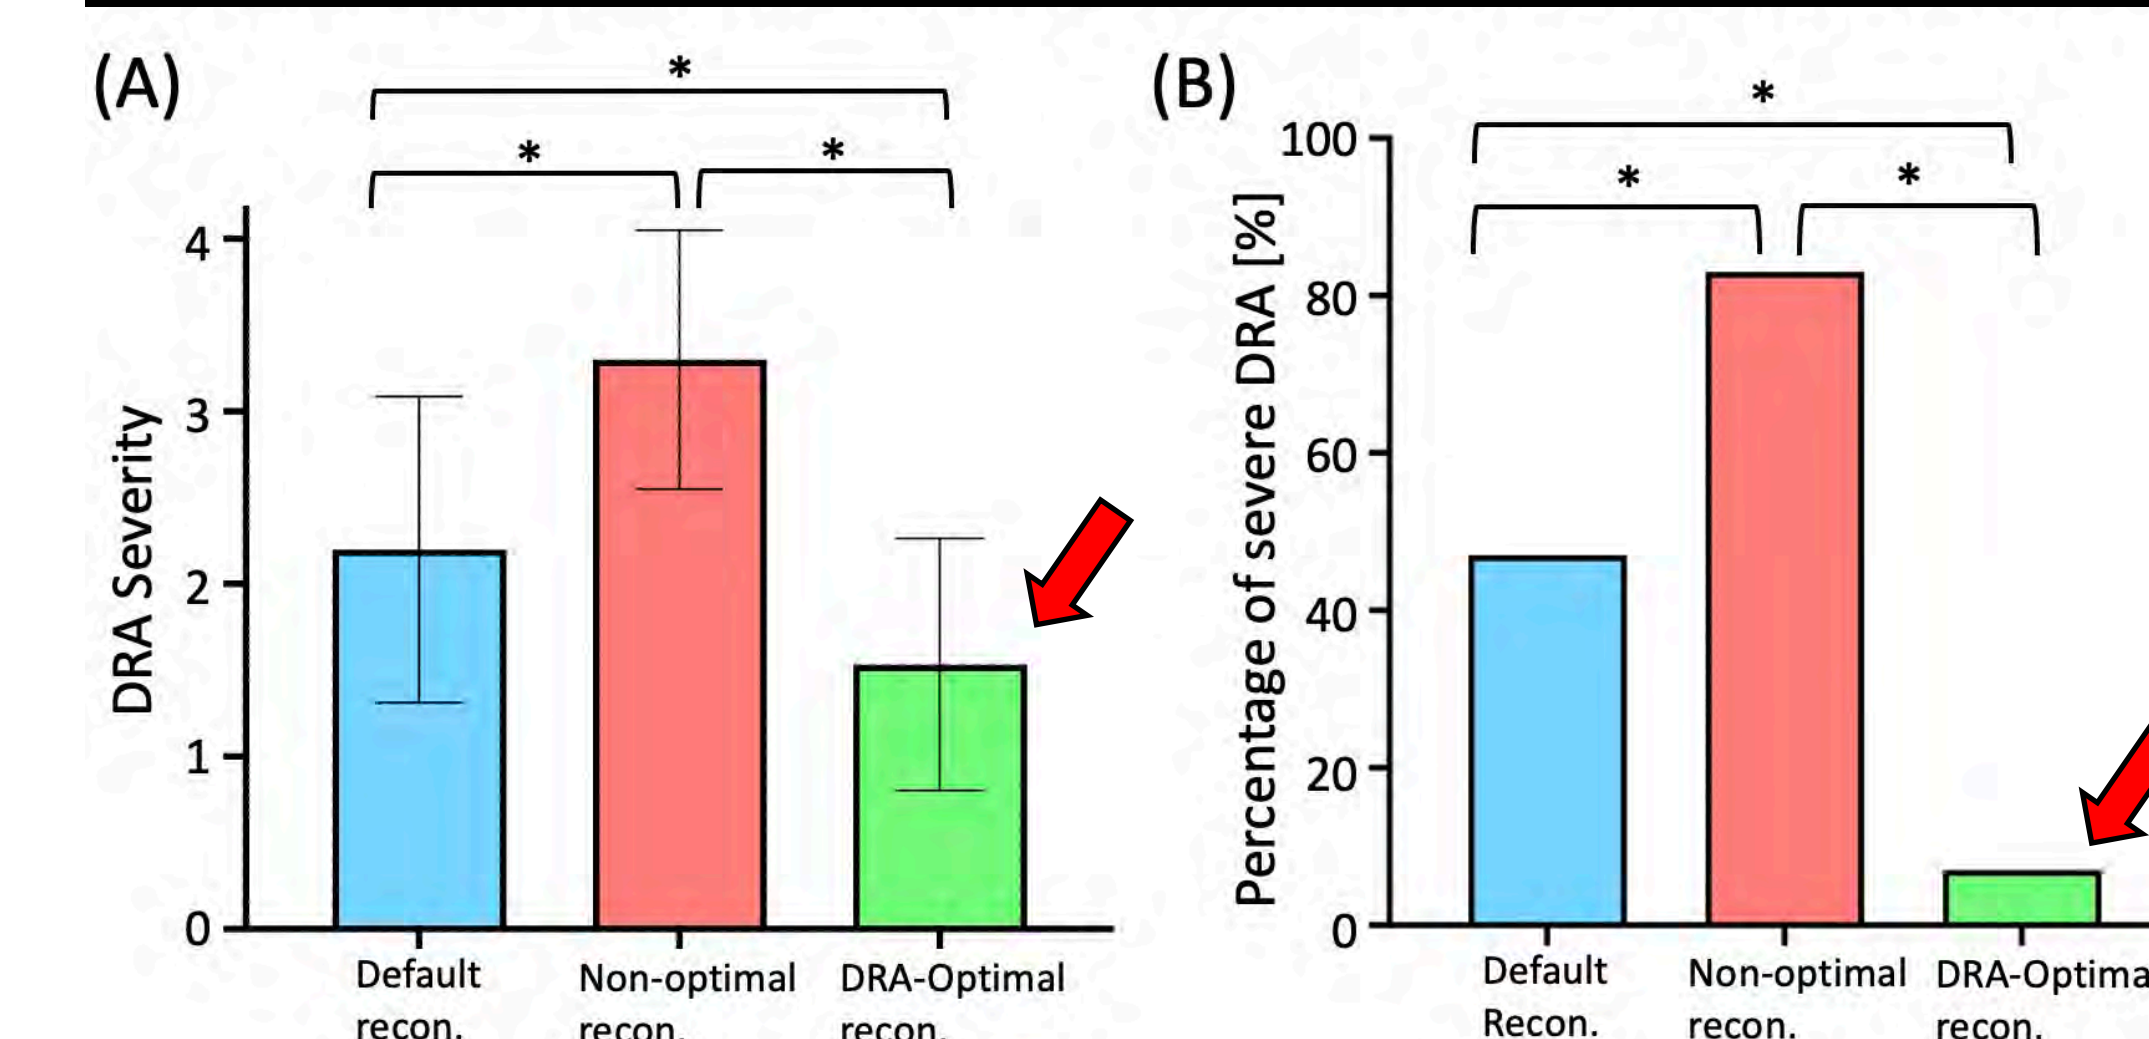 (A)
*
*
*
DRA Severity
4
3
2
1
0
Default
recon.
Non-optimal
recon.
DRA-Optimal
recon.
(B)
*
*
*
Percentage of severe DRA [%]
100
80
60
40
20
0
Default
Recon.
Non-optimal
recon.
DRA-Optima
recon.